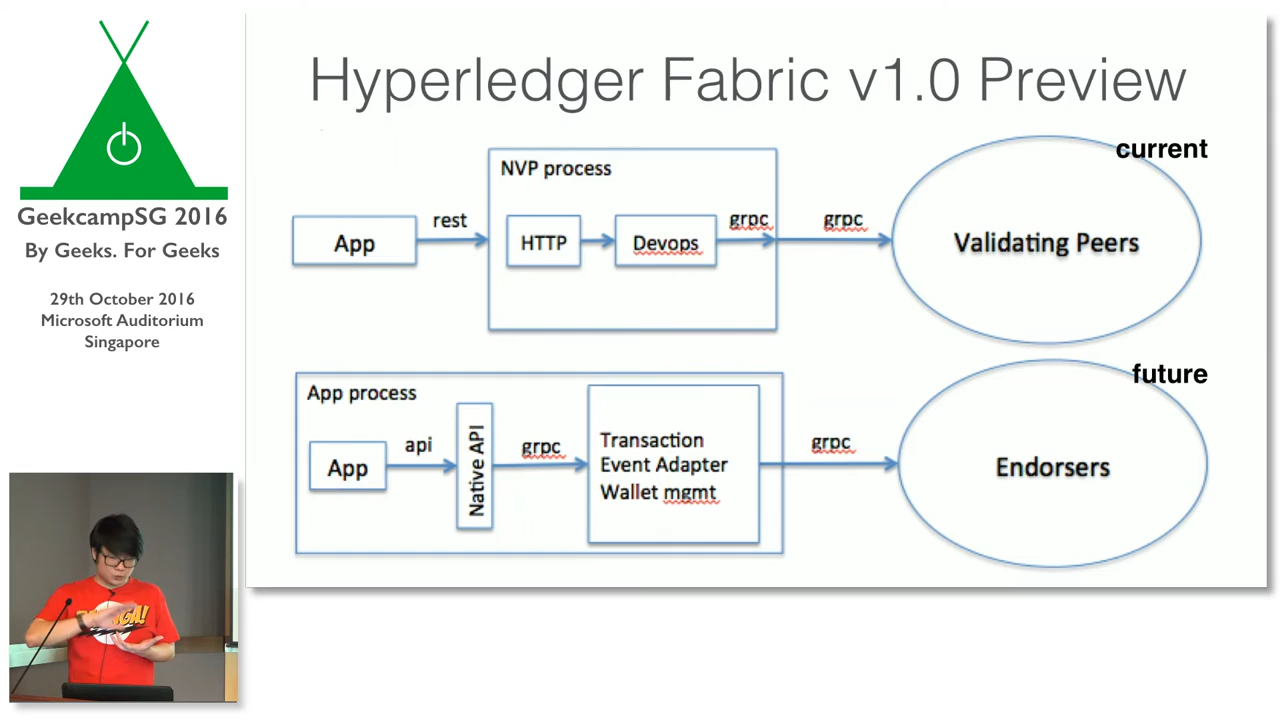 Hyperledger Fabric v1.0 Preview
GeekcampSG 2016
By Geeks. For Geeks
29th October 2016
Microsoft Auditorium
Singapore
current
NVP process
App
rest
HTTP
Devops
grpc
grpc
Validating Peers
future
App process
App
api
Native API
grpc
Transaction
Event Adapter
Wallet mgmt
grpc
Endorsers